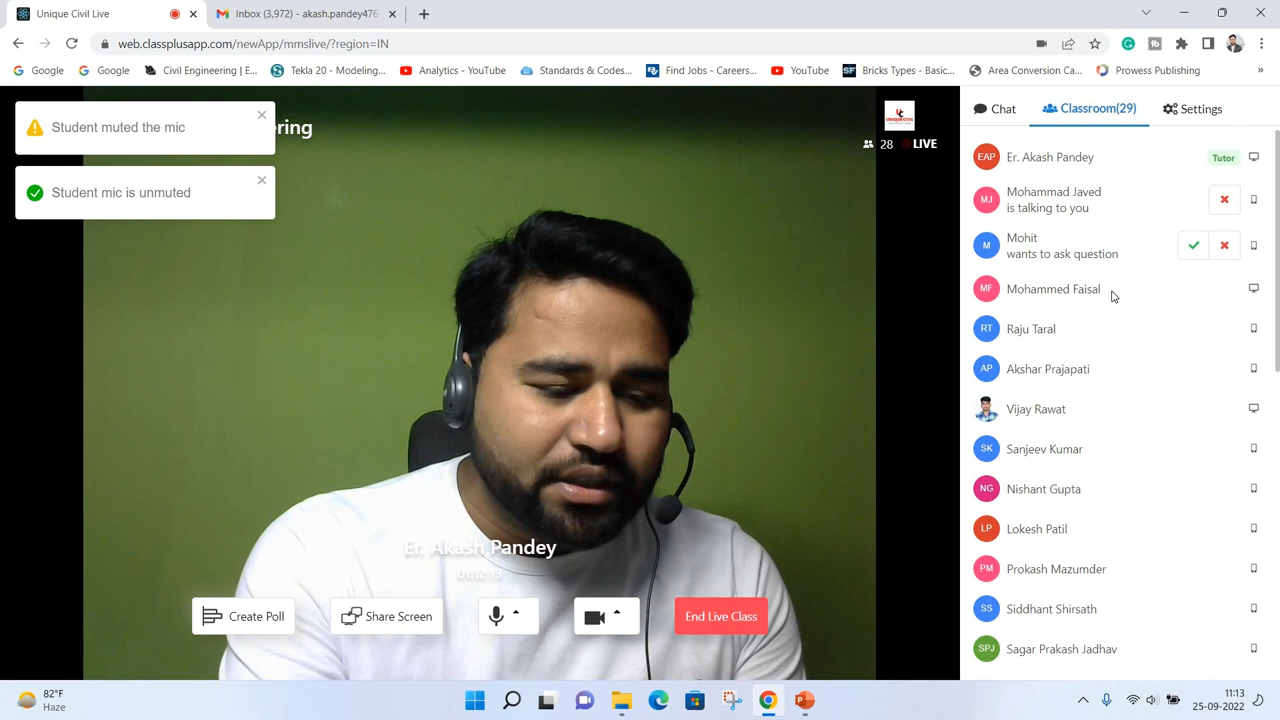 Unique Civil Live
Inbox (3,972) - akash.pandey476
web.classplusapp.com/newApp/mmslive/?region=IN
Google
Google
Civil Engineering | E...
Tekla 20 - Modeling...
Analytics - YouTube
Standards & Codes...
Find Jobs - Careers...
YouTube
Bricks Types - Basic...
Area Conversion Ca...
Prowess Publishing
»
Student muted the mic
ering
Student mic is unmuted
UNIQUE CIVIL
28 LIVE
Chat
Classroom(29)
Settings
EAP Er. Akash Pandey Tutor
MJ Mohammad Javed
is talking to you
M Mohit
wants to ask question
MF Mohammed Faisal
RT Raju Taral
AP Akshar Prajapati
Vijay Rawat
SK Sanjeev Kumar
NG Nishant Gupta
LP Lokesh Patil
PM Prokash Mazumder
SS Siddhant Shirsath
SPJ Sagar Prakash Jadhav
Er. Akash Pandey
01:12:13
Create Poll
Share Screen
End Live Class
82°F
Haze
11:13
25-09-2022